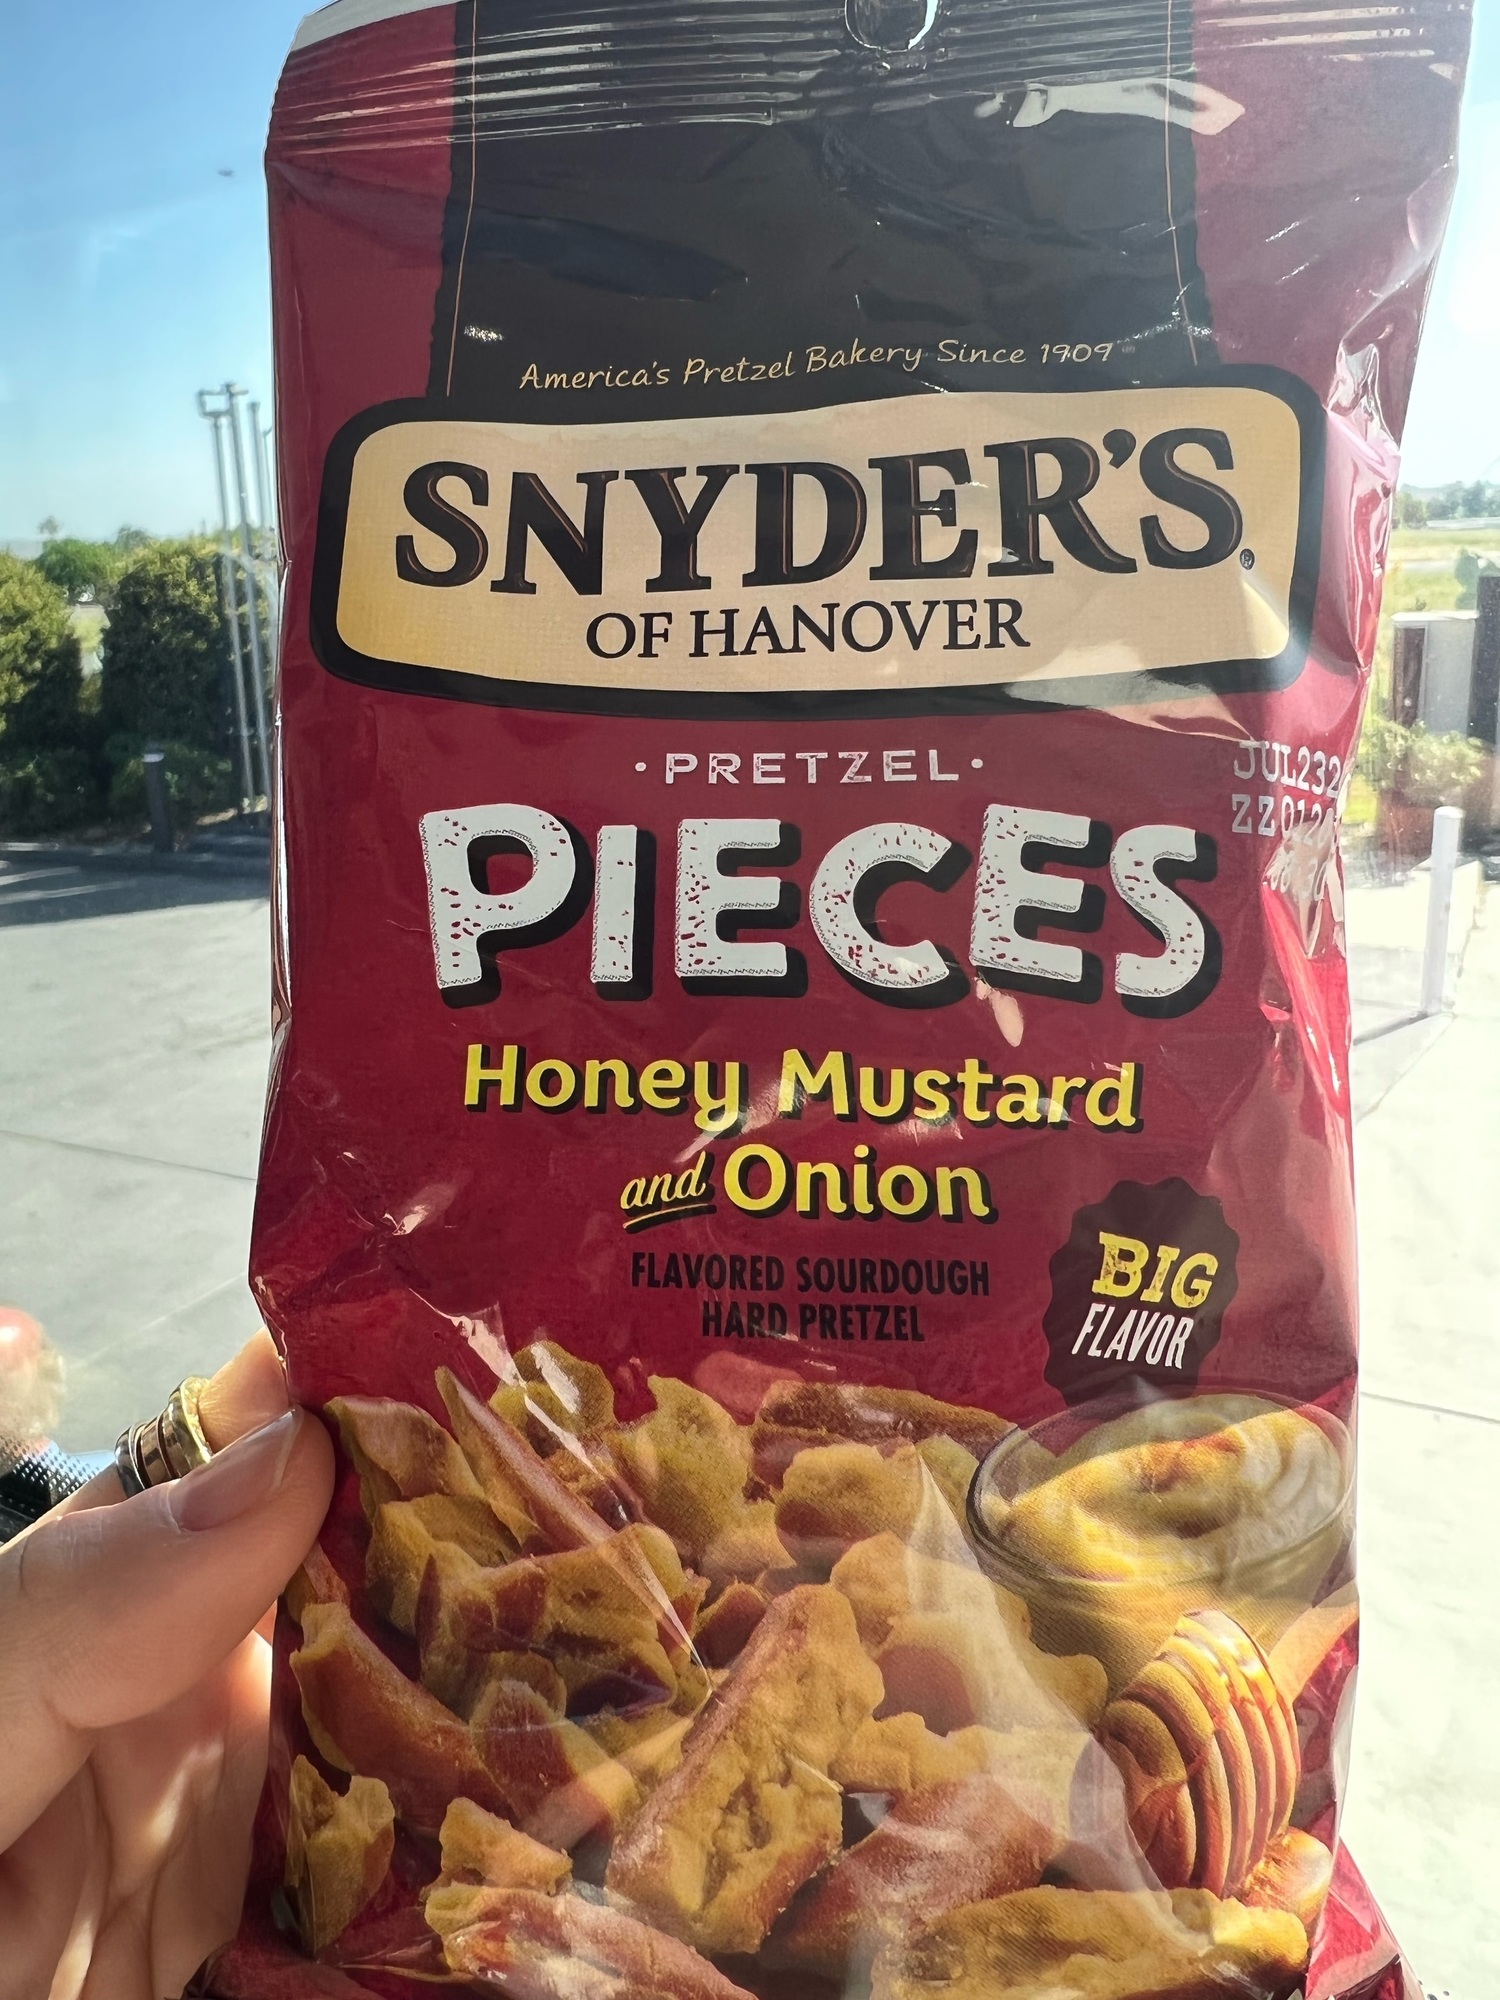 America's Pretzel Bakery Since 1909
SNYDER'S®
OF HANOVER
·PRETZEL·
PIECES
Honey Mustard
and Onion
FLAVORED SOURDOUGH
HARD PRETZEL
BIG
FLAVOR
JUL232